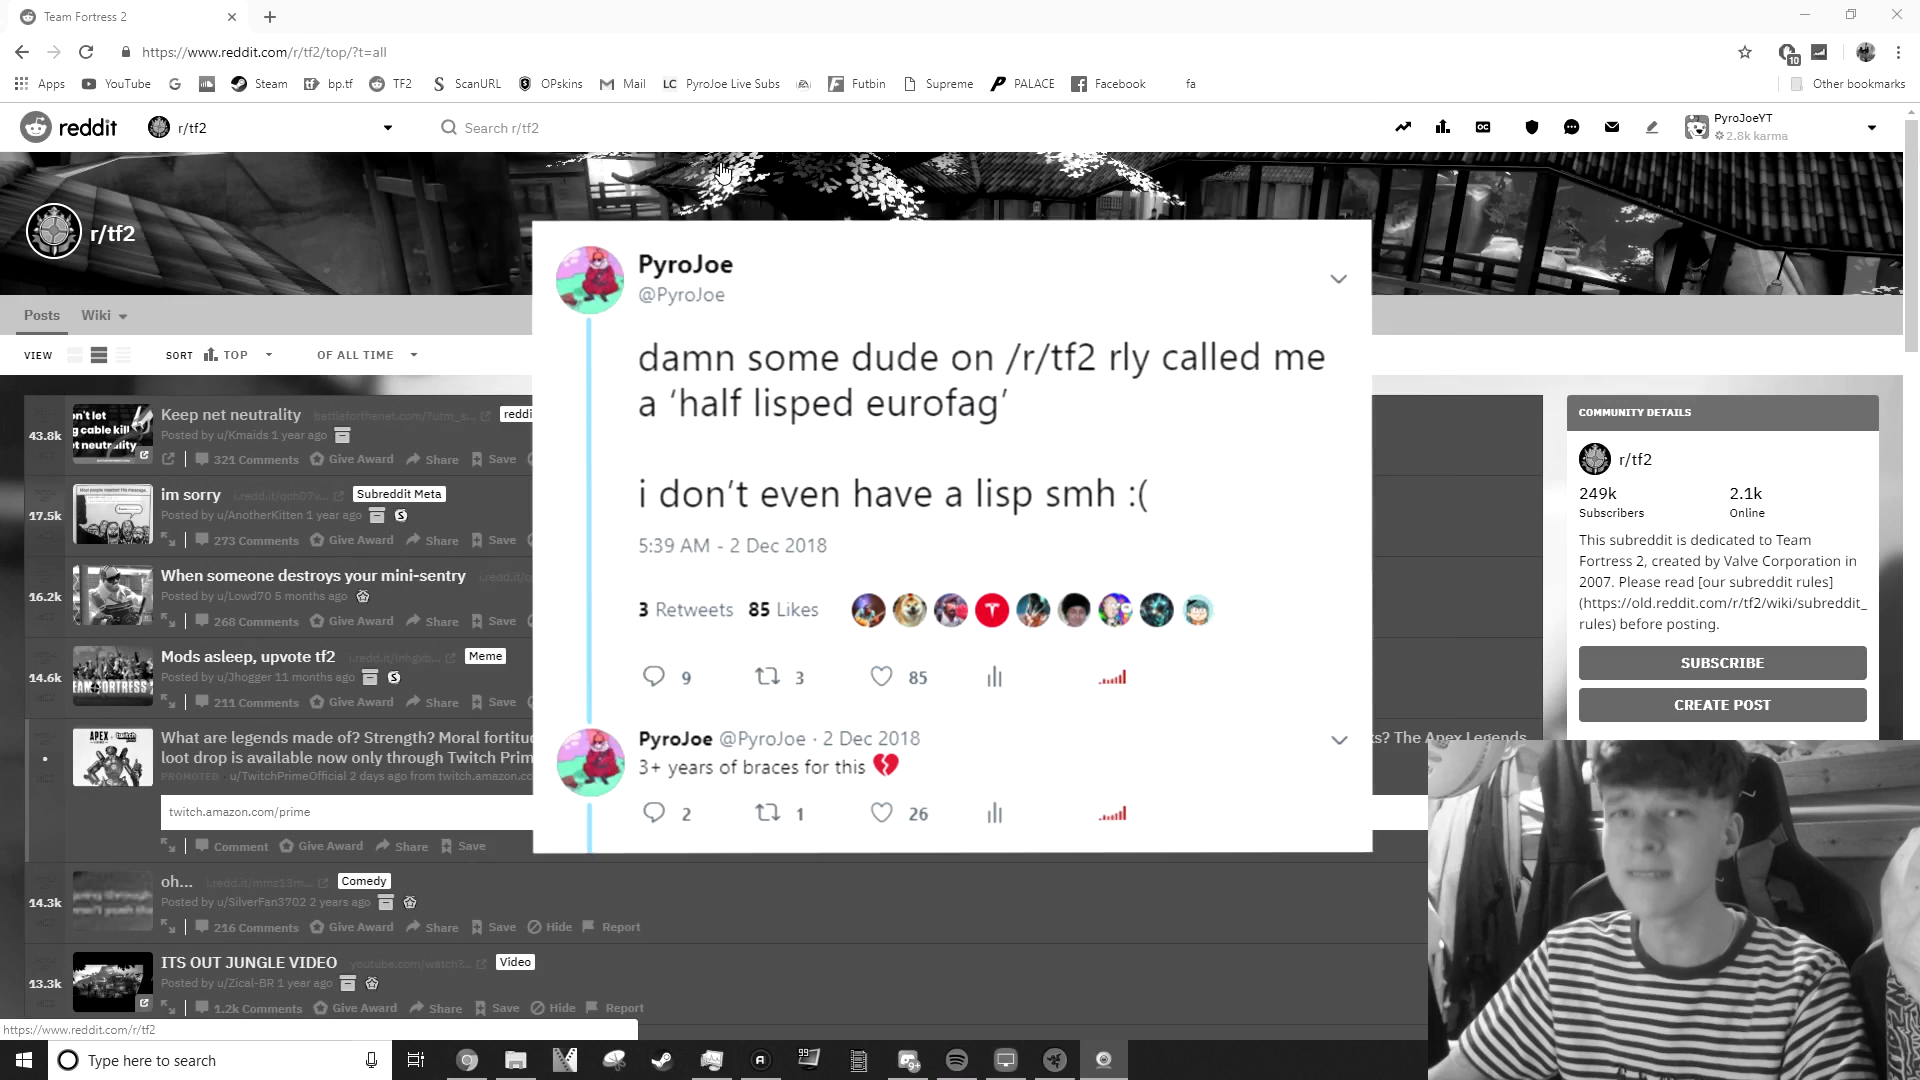 Team Fortress 2
https://www.reddit.com/r/tf2/top/?t=all
10
Apps YouTube Steam bp.tf TF2 ScanURL OPskins Mail LC PyroJoe Live Subs Futbin Supreme PALACE Facebook fa Other bookmarks
reddit r/tf2 Search r/tf2 PyroJoeYT
2.8k karma
r/tf2
Posts Wiki
VIEW SORT TOP OF ALL TIME
PyroJoe
@PyroJoe
damn some dude on /r/tf2 rly called me
a ‘half lisped eurofag’
i don’t even have a lisp smh :(
5:39 AM - 2 Dec 2018
3 Retweets 85 Likes
9 3 85
PyroJoe @PyroJoe · 2 Dec 2018
3+ years of braces for this
2 1 26
43.8k Keep net neutrality
Posted by u/Kmaids 1 year ago
321 Comments Give Award Share Save
17.5k im sorry Subreddit Meta
Posted by u/AnotherKitten 1 year ago
273 Comments Give Award Share Save
16.2k When someone destroys your mini-sentry
Posted by u/Lowd70 5 months ago
268 Comments Give Award Share Save
14.6k Mods asleep, upvote tf2 Meme
Posted by u/Jhogger 11 months ago
211 Comments Give Award Share Save
What are legends made of? Strength? Moral fortitu
s? The Apex Legends
loot drop is available now only through Twitch Prim
PROMOTED · u/TwitchPrimeOfficial 2 days ago from twitch.amazon.co
twitch.amazon.com/prime
Comment Give Award Share Save
14.3k oh... Comedy
Posted by u/SilverFan3702 2 years ago
216 Comments Give Award Share Save Hide Report
13.3k ITS OUT JUNGLE VIDEO youtube.com/watch?... Video
Posted by u/Zical-BR 1 year ago
1.2k Comments Give Award Share Save Hide Report
COMMUNITY DETAILS
r/tf2
249k 2.1k
Subscribers Online
This subreddit is dedicated to Team
Fortress 2, created by Valve Corporation in
2007. Please read [our subreddit rules]
(https://old.reddit.com/r/tf2/wiki/subreddit_
rules) before posting.
SUBSCRIBE
CREATE POST
https://www.reddit.com/r/tf2
Type here to search